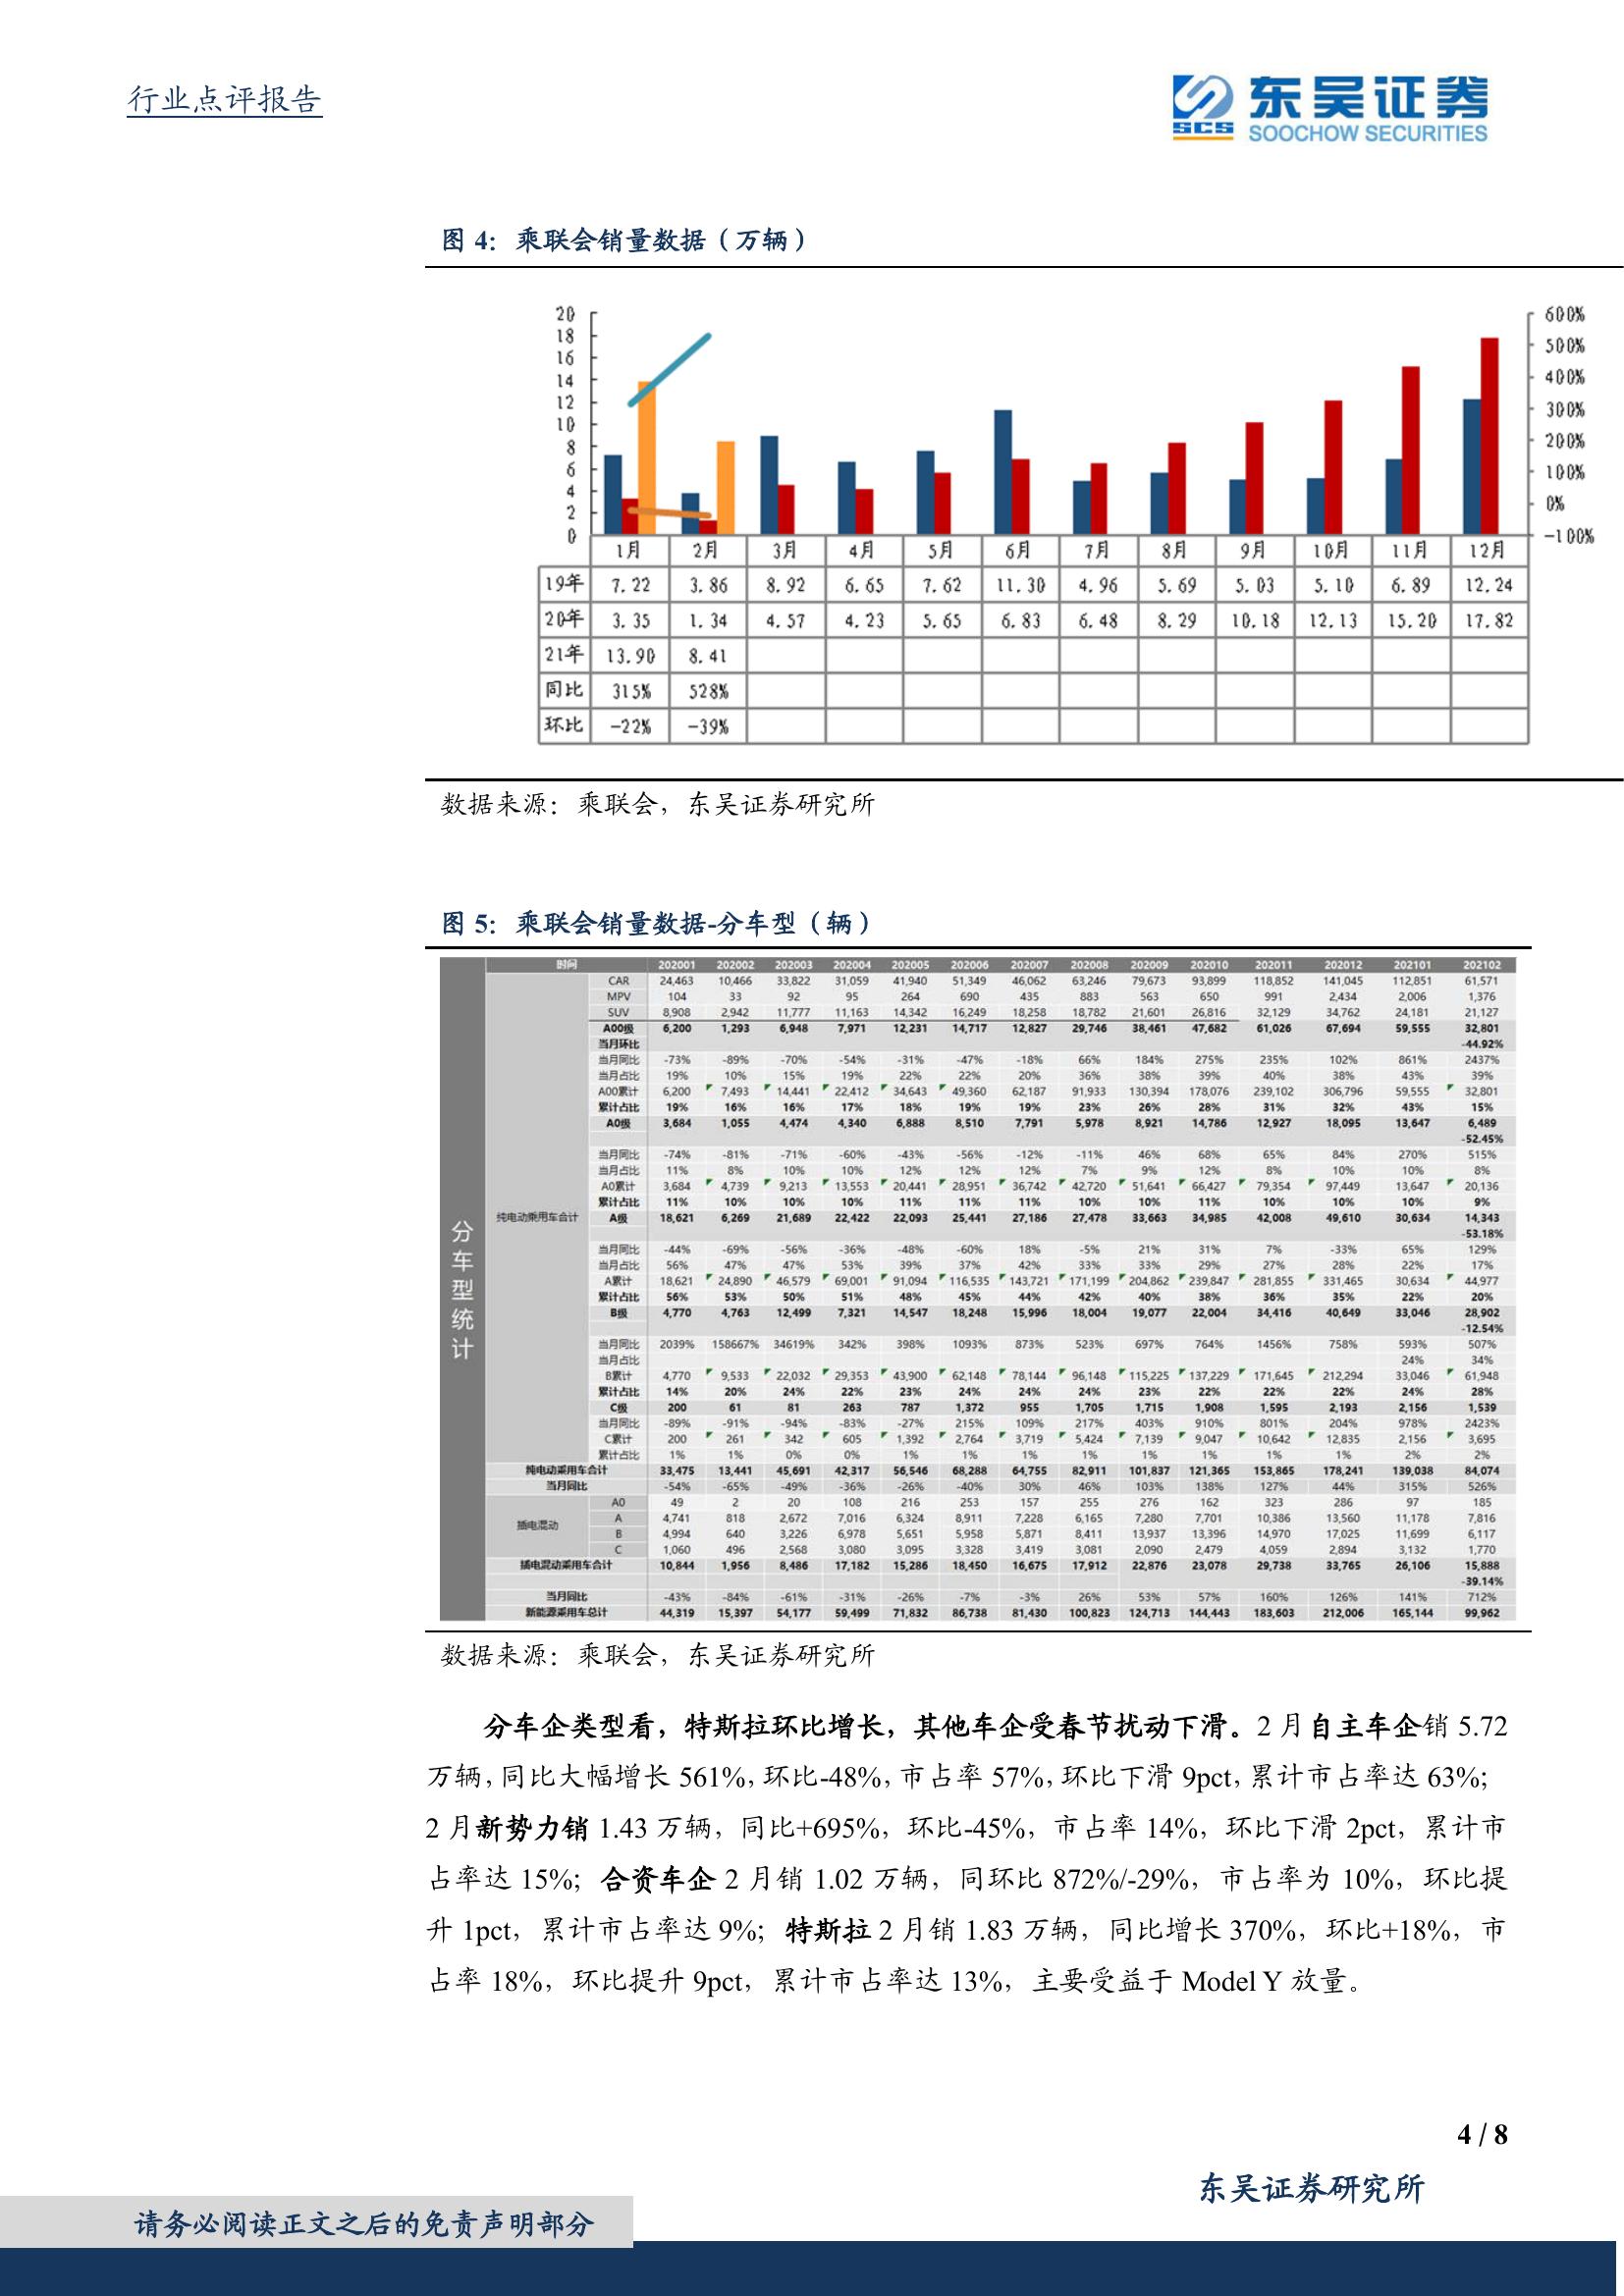 行业点评报告
SCS
东吴证券
SOOCHOW SECURITIES
图 4: 乘联会销量数据（万辆）
20 600%
18 500%
16
14 400%
12 300%
10
8 200%
6 100%
4
2 0%
0 -100%
1月 2月 3月 4月 5月 6月 7月 8月 9月 10月 11月 12月
19年 7.22 3.86 8.92 6.65 7.62 11.30 4.96 5.69 5.03 5.10 6.89 12.24
20年 3.35 1.34 4.57 4.23 5.65 6.83 6.48 8.29 10.18 12.13 15.20 17.82
21年 13.90 8.41
同比 315% 528%
环比 -22% -39%
数据来源：乘联会，东吴证券研究所
图 5: 乘联会销量数据-分车型（辆）
分车型统计
时间 202001 202002 202003 202004 202005 202006 202007 202008 202009 202010 202011 202012 202101 202102
纯电动乘用车合计
CAR 24,463 10,466 33,822 31,059 41,940 51,349 46,062 63,246 79,673 93,899 118,852 141,045 112,851 61,571
MPV 104 33 92 95 264 690 435 883 563 650 991 2,434 2,006 1,376
SUV 8,908 2,942 11,777 11,163 14,342 16,249 18,258 18,782 21,601 26,816 32,129 34,762 24,181 21,127
A00级 6,200 1,293 6,948 7,971 12,231 14,717 12,827 29,746 38,461 47,682 61,026 67,694 59,555 32,801
当月环比 -44.92%
当月同比 -73% -89% -70% -54% -31% -47% -18% 66% 184% 275% 235% 102% 861% 2437%
当月占比 19% 10% 15% 19% 22% 22% 20% 36% 38% 39% 40% 38% 43% 39%
A00累计 6,200 7,493 14,441 22,412 34,643 49,360 62,187 91,933 130,394 178,076 239,102 306,796 59,555 32,801
累计占比 19% 16% 16% 17% 18% 19% 19% 23% 26% 28% 31% 32% 43% 15%
A0级 3,684 1,055 4,474 4,340 6,888 8,510 7,791 5,978 8,921 14,786 12,927 18,095 13,647 6,489
-52.45%
当月同比 -74% -81% -71% -60% -43% -56% -12% -11% 46% 68% 65% 84% 270% 515%
当月占比 11% 8% 10% 10% 12% 12% 12% 7% 9% 12% 8% 10% 10% 8%
A0累计 3,684 4,739 9,213 13,553 20,441 28,951 36,742 42,720 51,641 66,427 79,354 97,449 13,647 20,136
累计占比 11% 10% 10% 10% 11% 11% 11% 10% 10% 11% 10% 10% 10% 9%
A级 18,621 6,269 21,689 22,422 22,093 25,441 27,186 27,478 33,663 34,985 42,008 49,610 30,634 14,343
-53.18%
当月同比 -44% -69% -56% -36% -48% -60% 18% -5% 21% 31% 7% -33% 65% 129%
当月占比 56% 47% 47% 53% 39% 37% 42% 33% 33% 29% 27% 28% 22% 17%
A累计 18,621 24,890 46,579 69,001 91,094 116,535 143,721 171,199 204,862 239,847 281,855 331,465 30,634 44,977
累计占比 56% 53% 50% 51% 48% 45% 44% 42% 40% 38% 36% 35% 22% 20%
B级 4,770 4,763 12,499 7,321 14,547 18,248 15,996 18,004 19,077 22,004 34,416 40,649 33,046 28,902
-12.54%
当月同比 2039% 158667% 34619% 342% 398% 1093% 873% 523% 697% 764% 1456% 758% 593% 507%
当月占比 24% 34%
B累计 4,770 9,533 22,032 29,353 43,900 62,148 78,144 96,148 115,225 137,229 171,645 212,294 33,046 61,948
累计占比 14% 20% 24% 22% 23% 24% 24% 24% 23% 22% 22% 22% 24% 28%
C级 200 61 81 263 787 1,372 955 1,705 1,715 1,908 1,595 2,193 2,156 1,539
当月同比 -89% -91% -94% -83% -27% 215% 109% 217% 403% 910% 801% 204% 978% 2423%
C累计 200 261 342 605 1,392 2,764 3,719 5,424 7,139 9,047 10,642 12,835 2,156 3,695
累计占比 1% 1% 0% 0% 1% 1% 1% 1% 1% 1% 1% 1% 2% 2%
纯电动乘用车合计 33,475 13,441 45,691 42,317 56,546 68,288 64,755 82,911 101,837 121,365 153,865 178,241 139,038 84,074
当月同比 -54% -65% -49% -36% -26% -40% 30% 46% 103% 138% 127% 44% 315% 526%
插电混动
A0 49 2 20 108 216 253 157 255 276 162 323 286 97 185
A 4,741 818 2,672 7,016 6,324 8,911 7,228 6,165 7,280 7,701 10,386 13,560 11,178 7,816
B 4,994 640 3,226 6,978 5,651 5,958 5,871 8,411 13,937 13,396 14,970 17,025 11,699 6,117
C 1,060 496 2,568 3,080 3,095 3,328 3,419 3,081 2,090 2,479 4,059 2,894 3,132 1,770
插电混动乘用车合计 10,844 1,956 8,486 17,182 15,286 18,450 16,675 17,912 22,876 23,078 29,738 33,765 26,106 15,888
-39.14%
当月同比 -43% -84% -61% -31% -26% -7% -3% 26% 53% 57% 160% 126% 141% 712%
新能源乘用车总计 44,319 15,397 54,177 59,499 71,832 86,738 81,430 100,823 124,713 144,443 183,603 212,006 165,144 99,962
数据来源：乘联会，东吴证券研究所
分车企类型看，特斯拉环比增长，其他车企受春节扰动下滑。2 月自主车企销 5.72
万辆，同比大幅增长 561%，环比-48%，市占率 57%，环比下滑 9pct，累计市占率达 63%；
2 月新势力销 1.43 万辆，同比+695%，环比-45%，市占率 14%，环比下滑 2pct，累计市
占率达 15%；合资车企 2 月销 1.02 万辆，同环比 872%/-29%，市占率为 10%，环比提
升 1pct，累计市占率达 9%；特斯拉 2 月销 1.83 万辆，同比增长 370%，环比+18%，市
占率 18%，环比提升 9pct，累计市占率达 13%，主要受益于 Model Y 放量。
4 / 8
东吴证券研究所
请务必阅读正文之后的免责声明部分